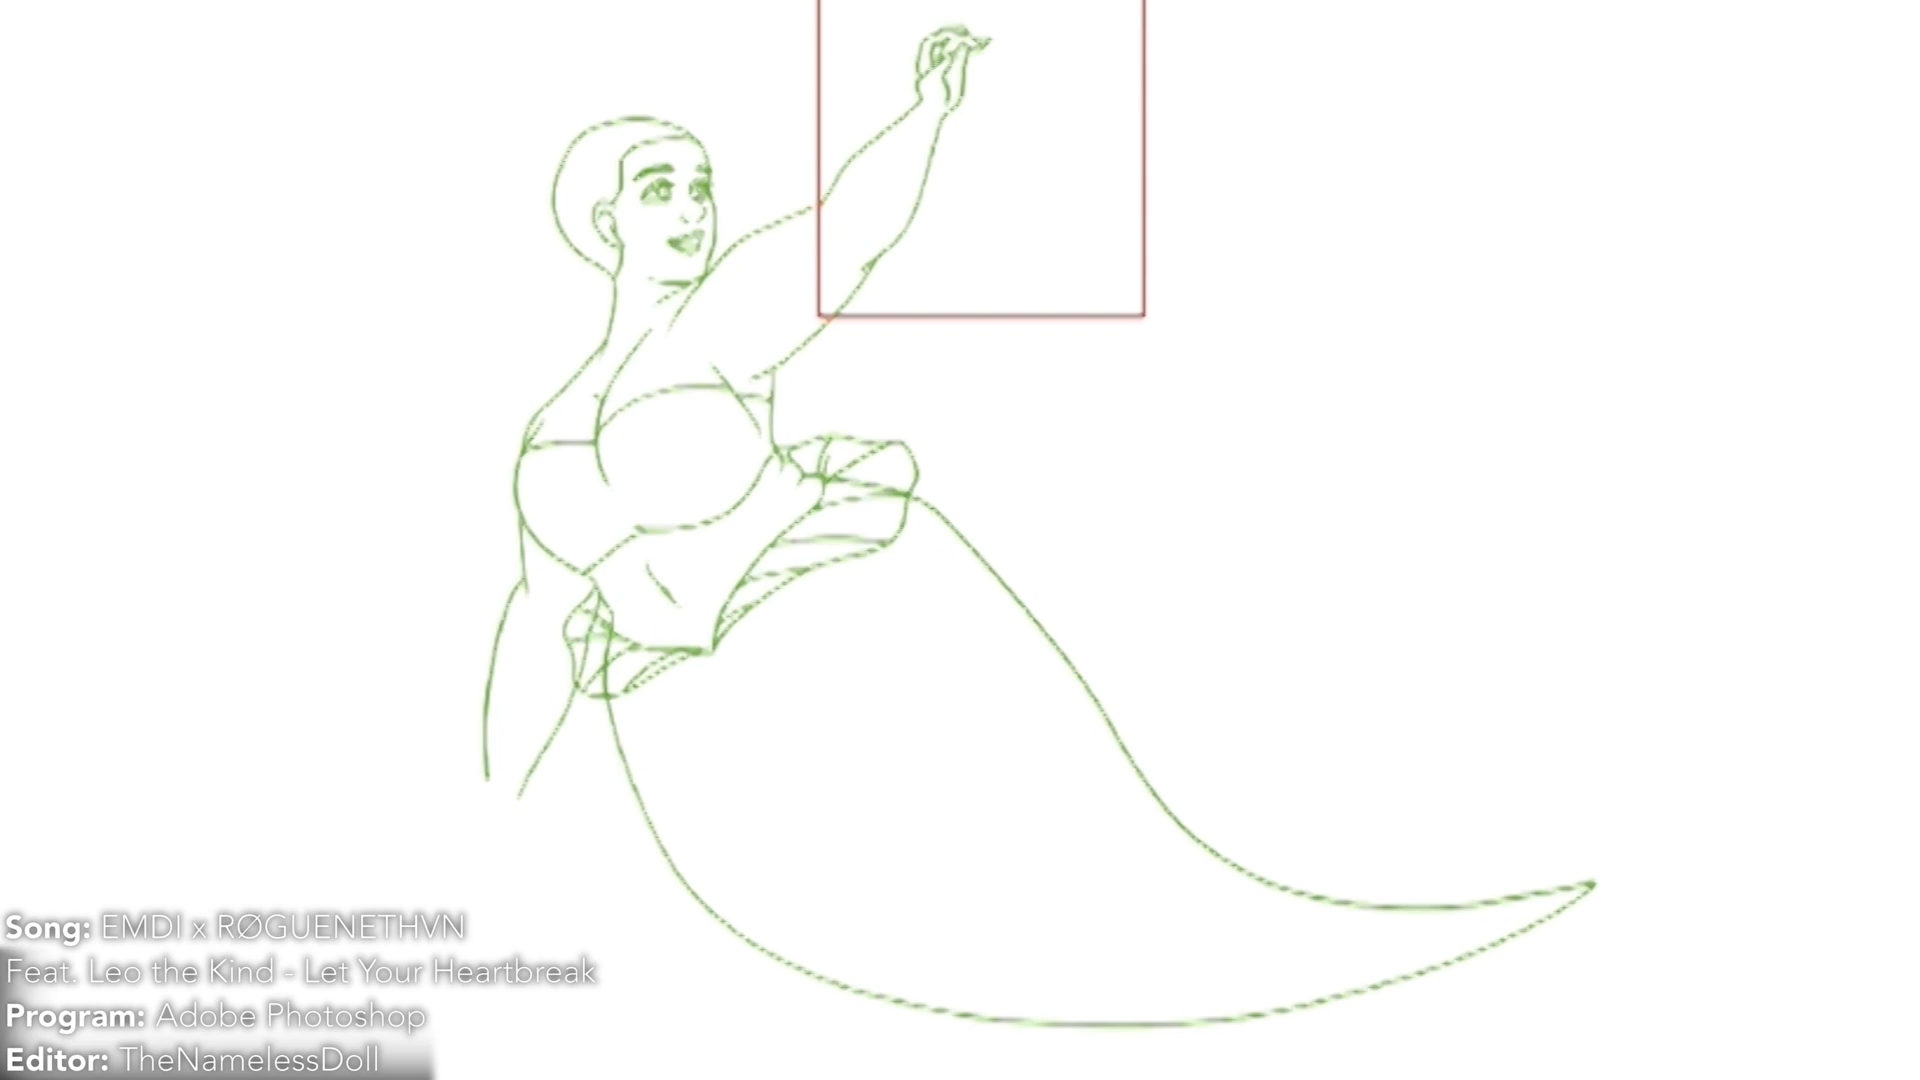 Song: EMDI x RØGUENETHVN
Feat. Leo the Kind - Let Your Heartbreak
Program: Adobe Photoshop
Editor: TheNamelessDoll